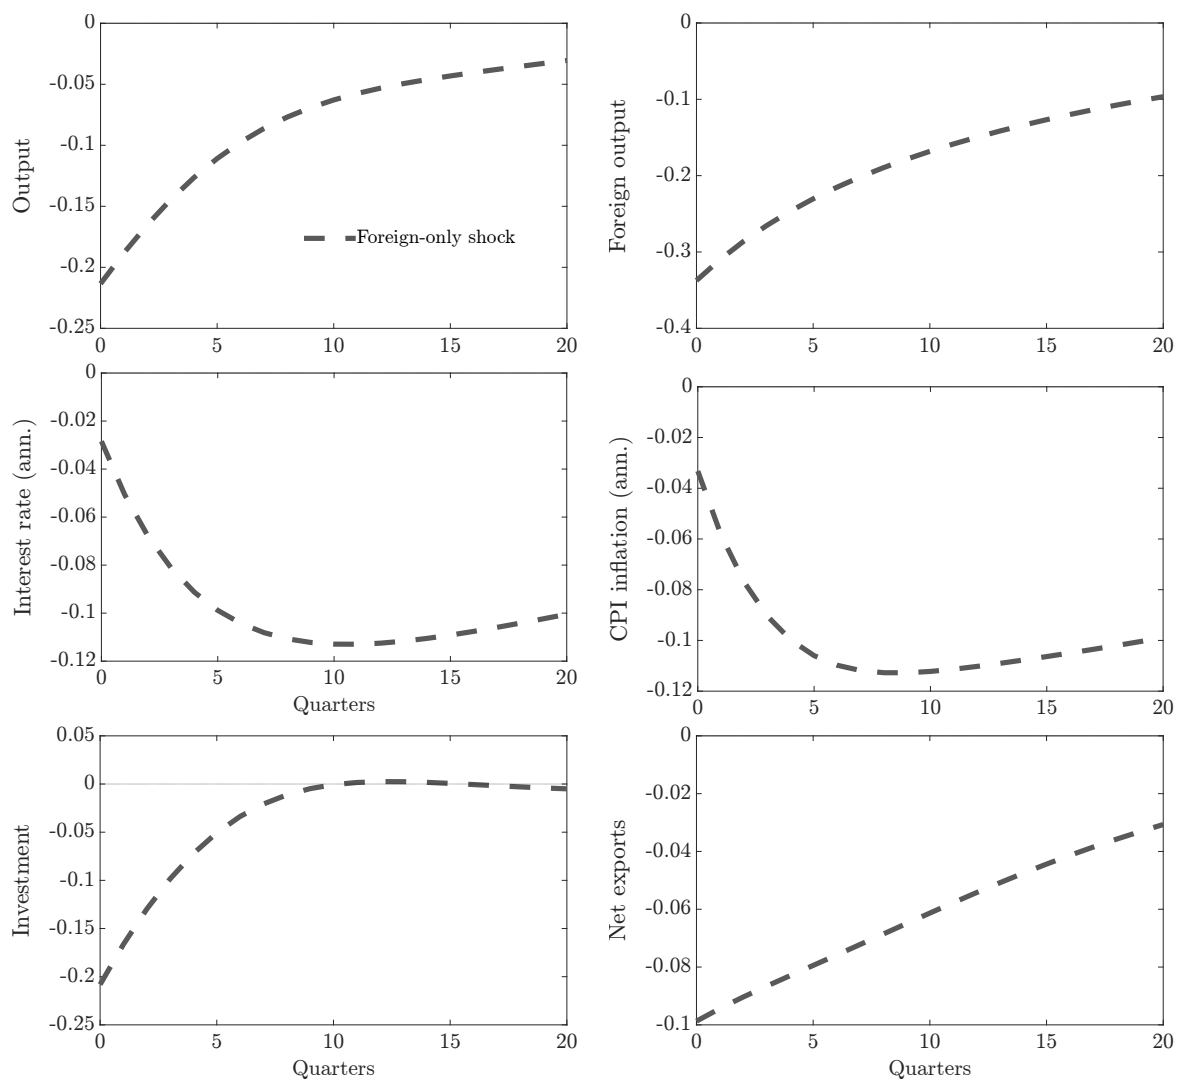 0
-0.05
-0.1
-0.15
-0.2
-0.25
Output
Foreign-only shock
0 5 10 15 20
0
-0.1
-0.2
-0.3
-0.4
Foreign output
0 5 10 15 20
0
-0.02
-0.04
-0.06
-0.08
-0.1
-0.12
Interest rate (ann.)
0 5 10 15 20
Quarters
0
-0.02
-0.04
-0.06
-0.08
-0.1
-0.12
CPI inflation (ann.)
0 5 10 15 20
0.05
0
-0.05
-0.1
-0.15
-0.2
-0.25
Investment
0 5 10 15 20
Quarters
0
-0.02
-0.04
-0.06
-0.08
-0.1
Net exports
0 5 10 15 20
Quarters